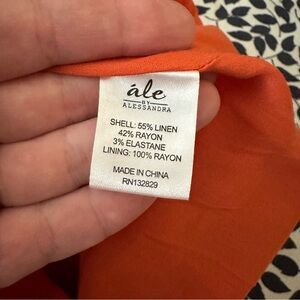 ále
BY
ALESSANDRA
SHELL: 55% LINEN
42% RAYON
3% ELASTANE
LINING: 100% RAYON
MADE IN CHINA
RN132829